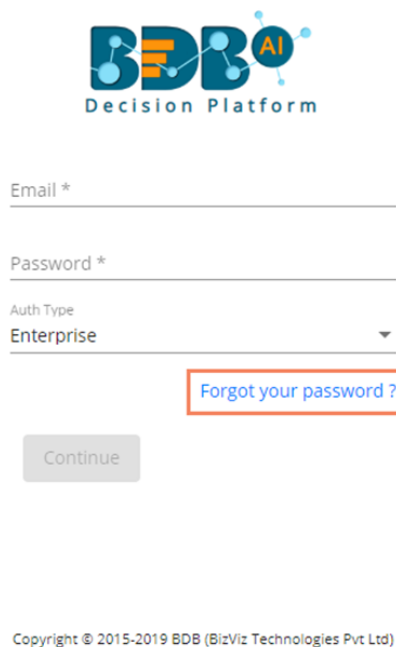 BDB AI
Decision Platform
Email *
Password *
Auth Type
Enterprise
Forgot your password ?
Continue
Copyright © 2015-2019 BDB (BizViz Technologies Pvt Ltd)